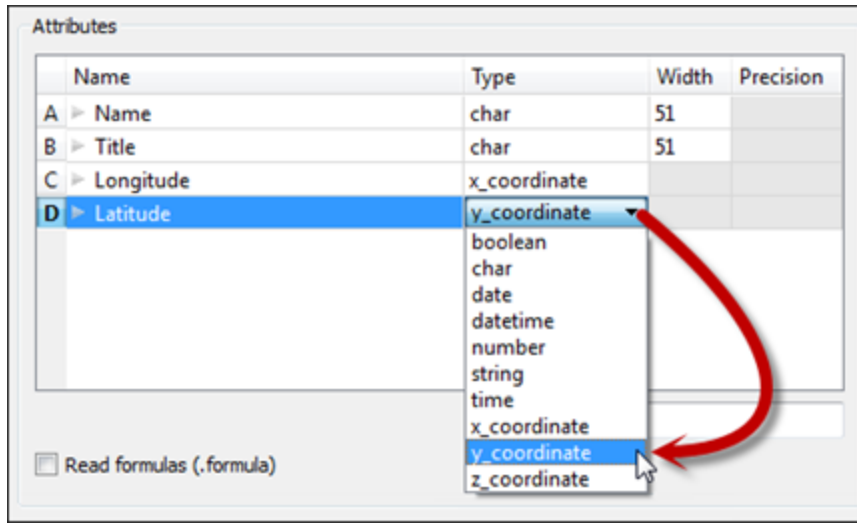 Attributes
Name Type Width Precision
A Name char 51
B Title char 51
C Longitude x_coordinate
D Latitude y_coordinate
boolean
char
date
datetime
number
string
time
x_coordinate
y_coordinate
Read formulas (.formula)
z_coordinate